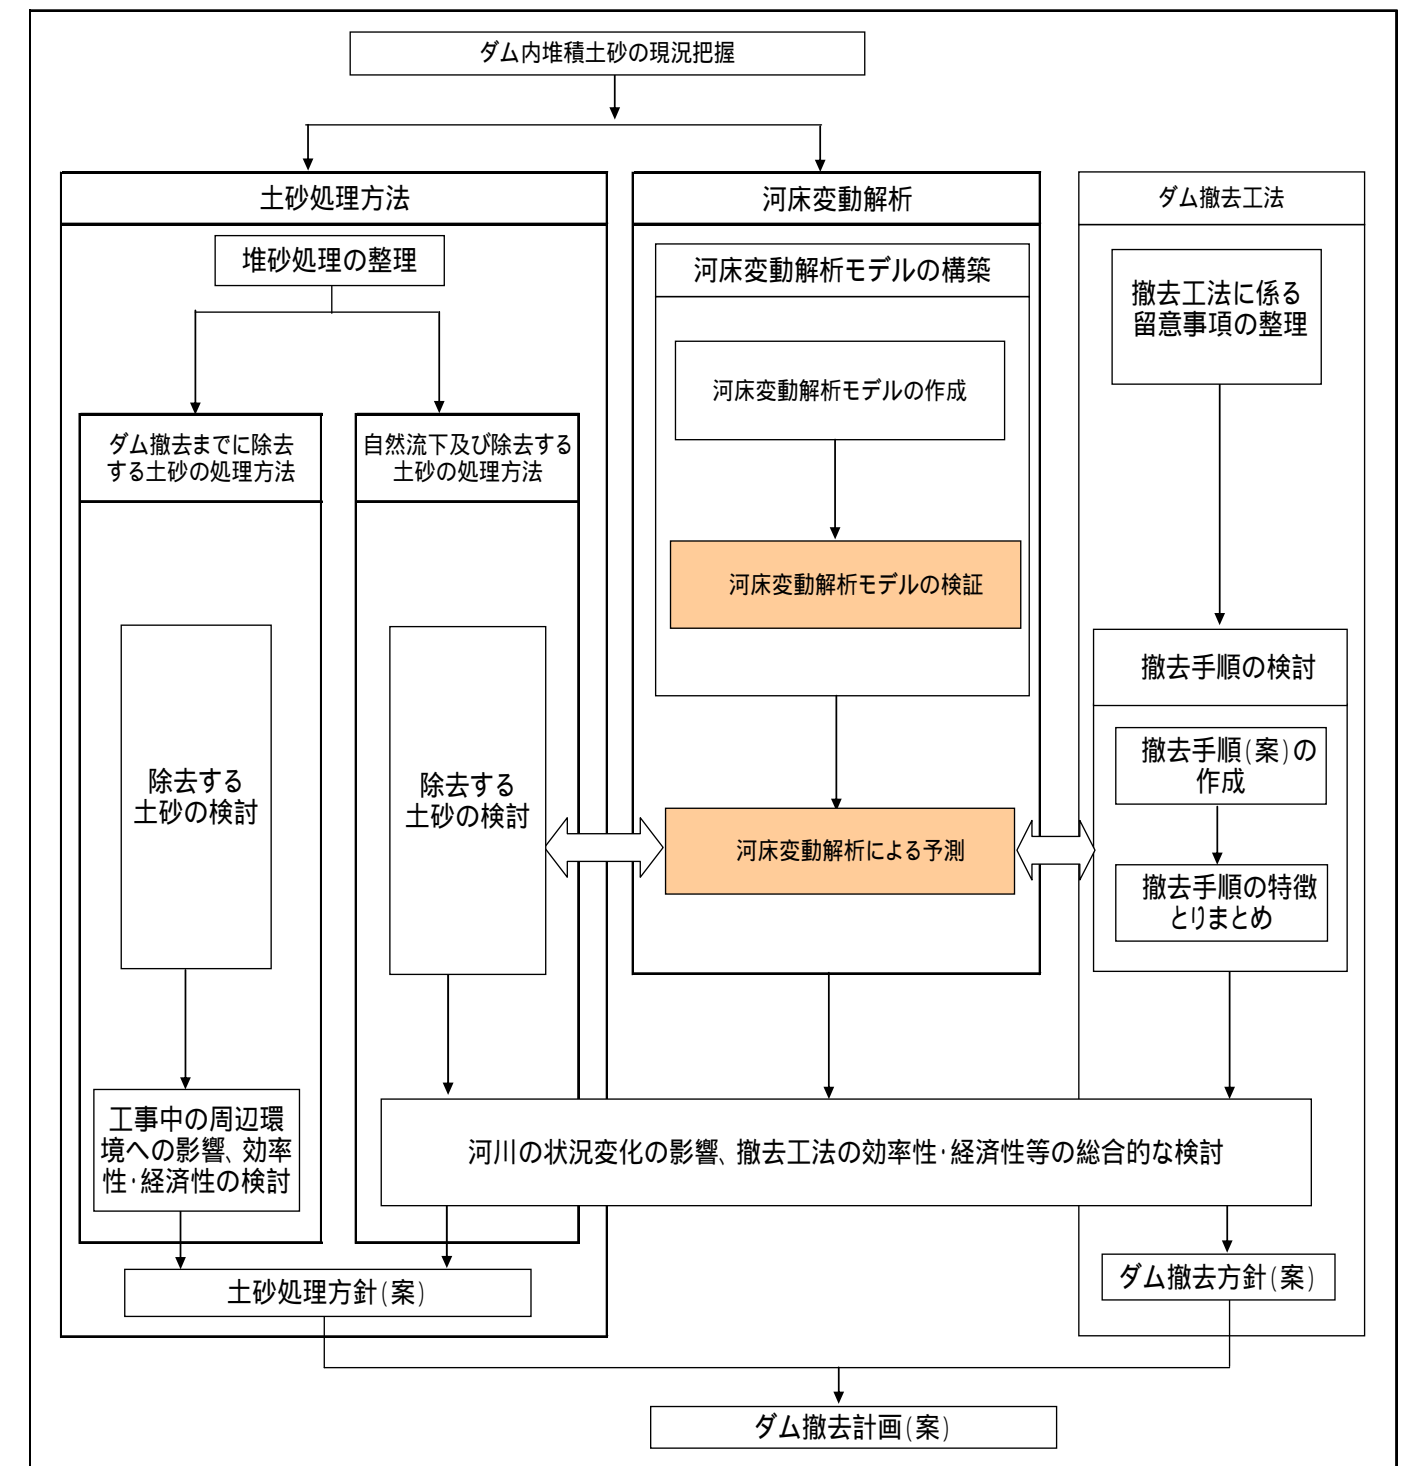 ダム内堆積土砂の現況把握
土砂処理方法
堆砂処理の整理
ダム撤去までに除去
する土砂の処理方法
自然流下及び除去する
土砂の処理方法
除去する
土砂の検討
除去する
土砂の検討
工事中の周辺環
境への影響、効率
性・経済性の検討
河床変動解析
河床変動解析モデルの構築
河床変動解析モデルの作成
河床変動解析モデルの検証
河床変動解析による予測
ダム撤去工法
撤去工法に係る
留意事項の整理
撤去手順の検討
撤去手順(案)の
作成
撤去手順の特徴
とりまとめ
河川の状況変化の影響、撤去工法の効率性・経済性等の総合的な検討
土砂処理方針(案)
ダム撤去方針(案)
ダム撤去計画(案)